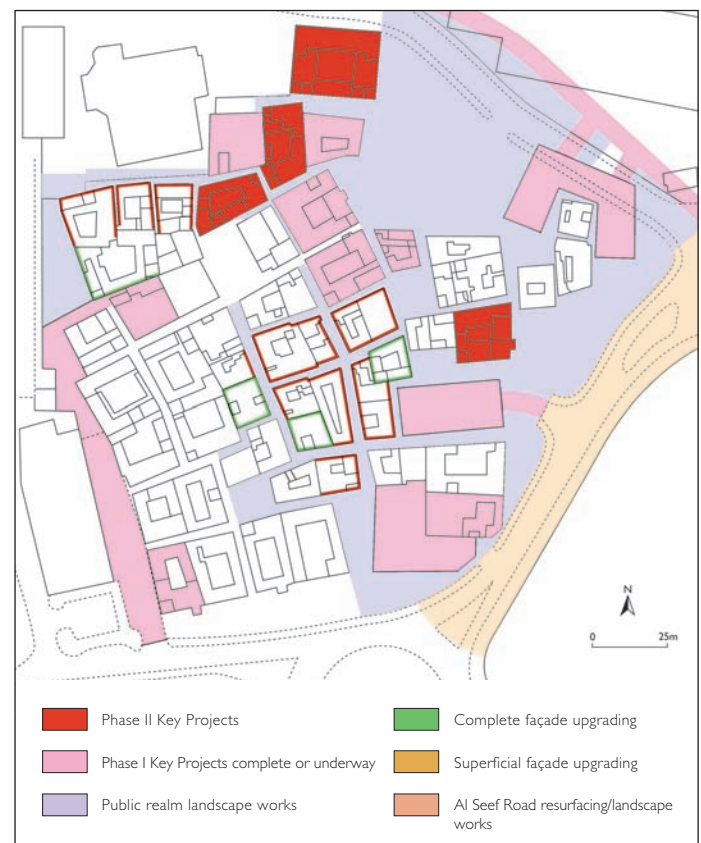 N
0 25m
Phase II Key Projects
Phase I Key Projects complete or underway
Public realm landscape works
Complete façade upgrading
Superficial façade upgrading
Al Seef Road resurfacing/landscape
works